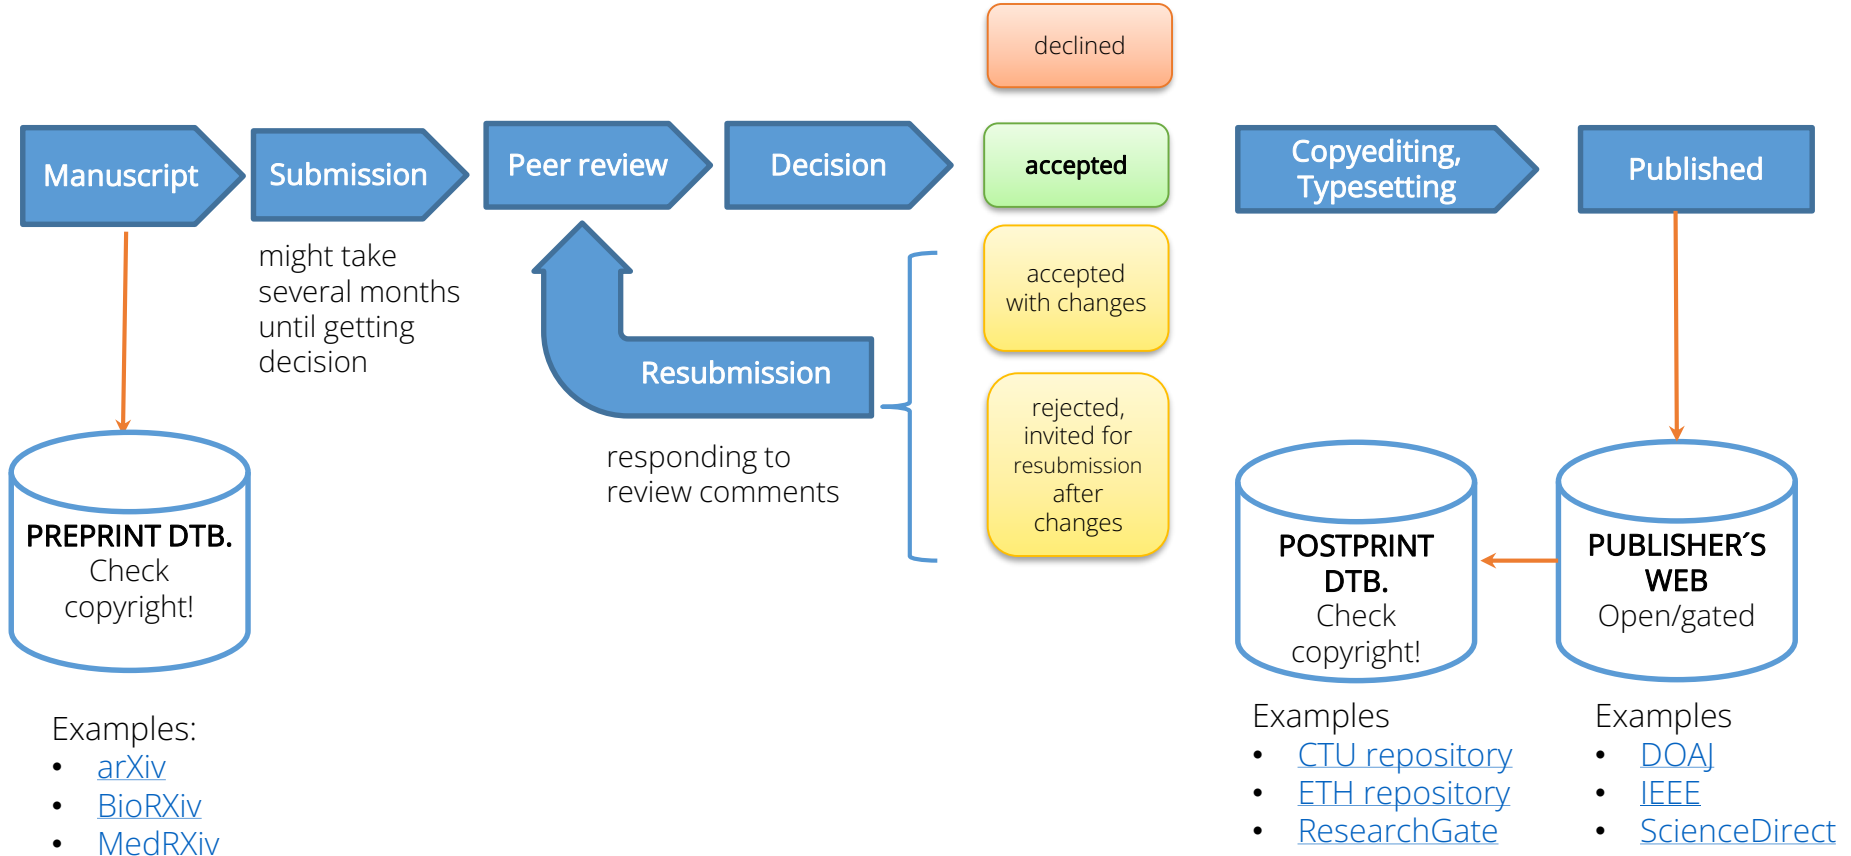 declined
Manuscript
Submission
Peer review
Decision
accepted
Copyediting,
Typesetting
Published
might take
several months
until getting
decision
accepted
with changes
Resubmission
responding to
review comments
rejected,
invited for
resubmission
after
changes
PREPRINT DTB.
Check
copyright!
POSTPRINT
DTB.
Check
copyright!
PUBLISHER´S
WEB
Open/gated
Examples:
• arXiv
• BioRXiv
• MedRXiv
Examples
• CTU repository
• ETH repository
• ResearchGate
Examples
• DOAJ
• IEEE
• ScienceDirect